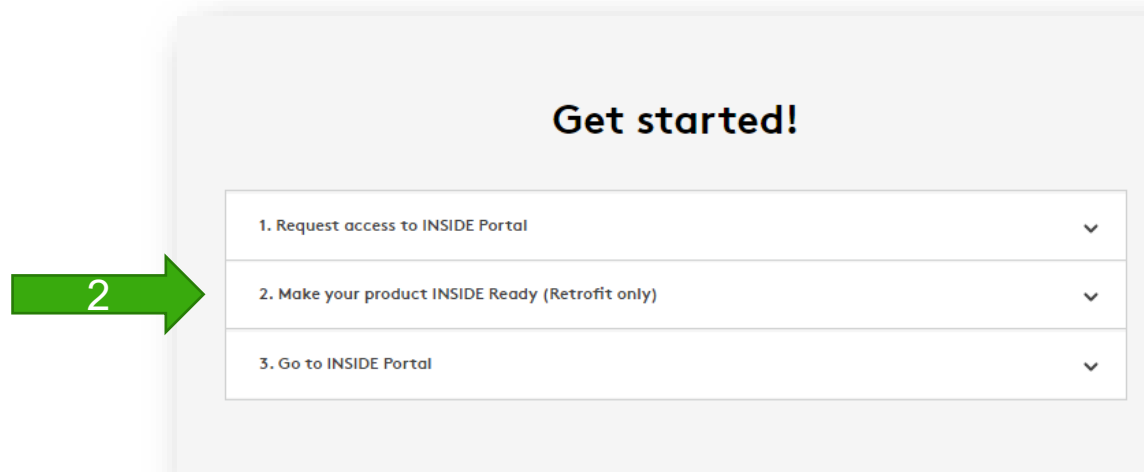 Get started!
1. Request access to INSIDE Portal
2
2. Make your product INSIDE Ready (Retrofit only)
3. Go to INSIDE Portal